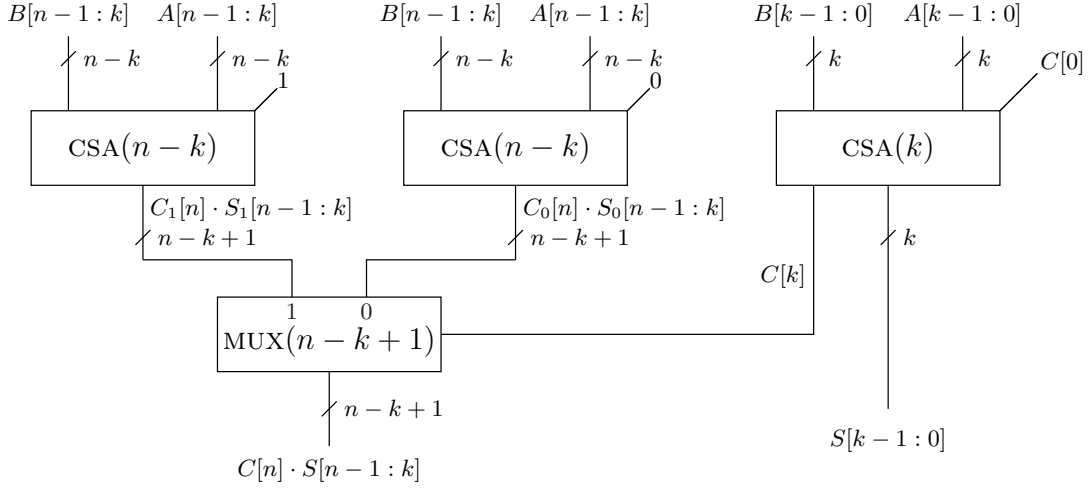 B[n − 1 : k] A[n − 1 : k] B[n − 1 : k] A[n − 1 : k] B[k − 1 : 0] A[k − 1 : 0]
n − k n − k n − k n − k k k C[0]
1 0
CSA(n − k) CSA(n − k) CSA(k)
C₁[n] · S₁[n − 1 : k] C₀[n] · S₀[n − 1 : k]
n − k + 1 n − k + 1 k
C[k]
1 0
MUX(n − k + 1)
n − k + 1
S[k − 1 : 0]
C[n] · S[n − 1 : k]